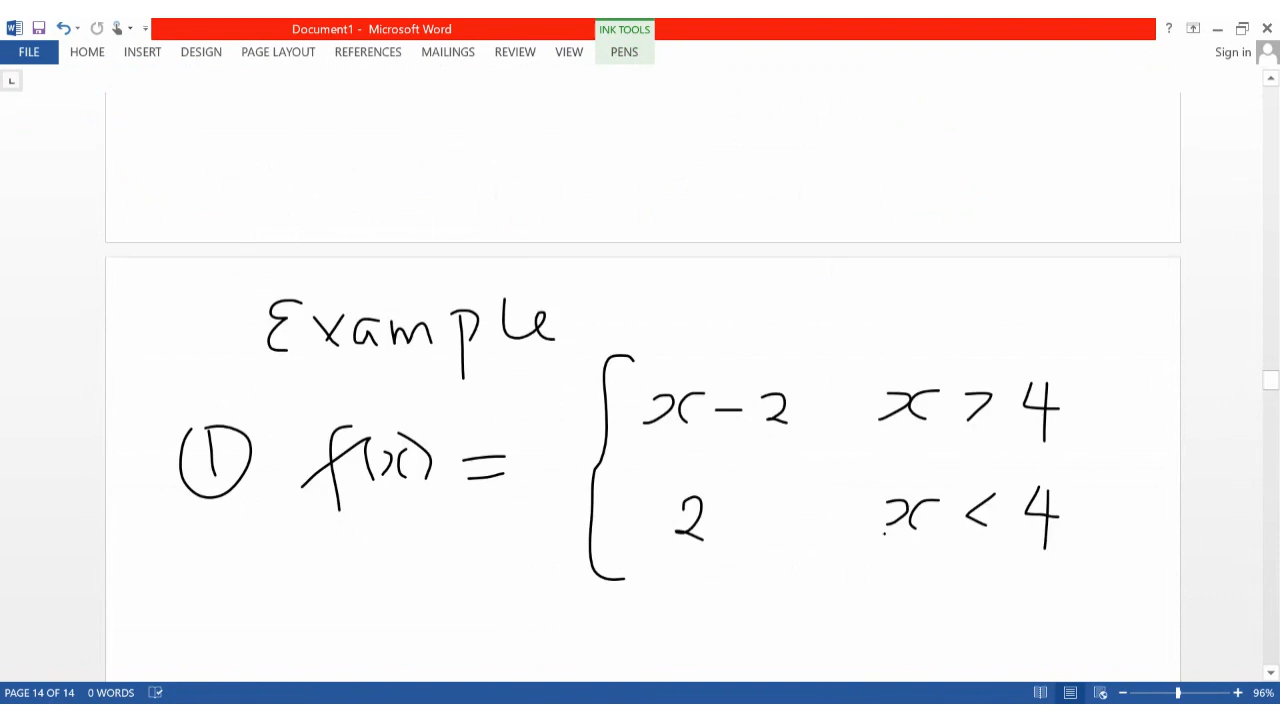 Document1 - Microsoft Word
INK TOOLS
?
FILE HOME INSERT DESIGN PAGE LAYOUT REFERENCES MAILINGS REVIEW VIEW PENS Sign in
Example
① f(x) = {
x - 2 x > 4
2 x < 4
PAGE 14 OF 14 0 WORDS 96%